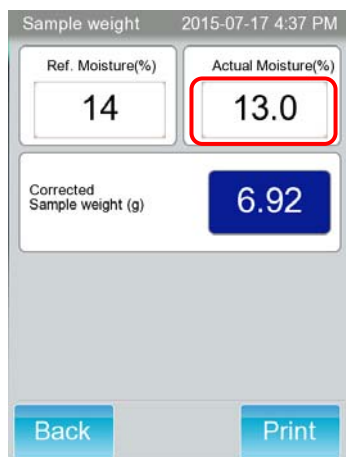 Sample weight 2015-07-17 4:37 PM
Ref. Moisture(%) Actual Moisture(%)
14 13.0
Corrected
Sample weight (g)
6.92
Back Print